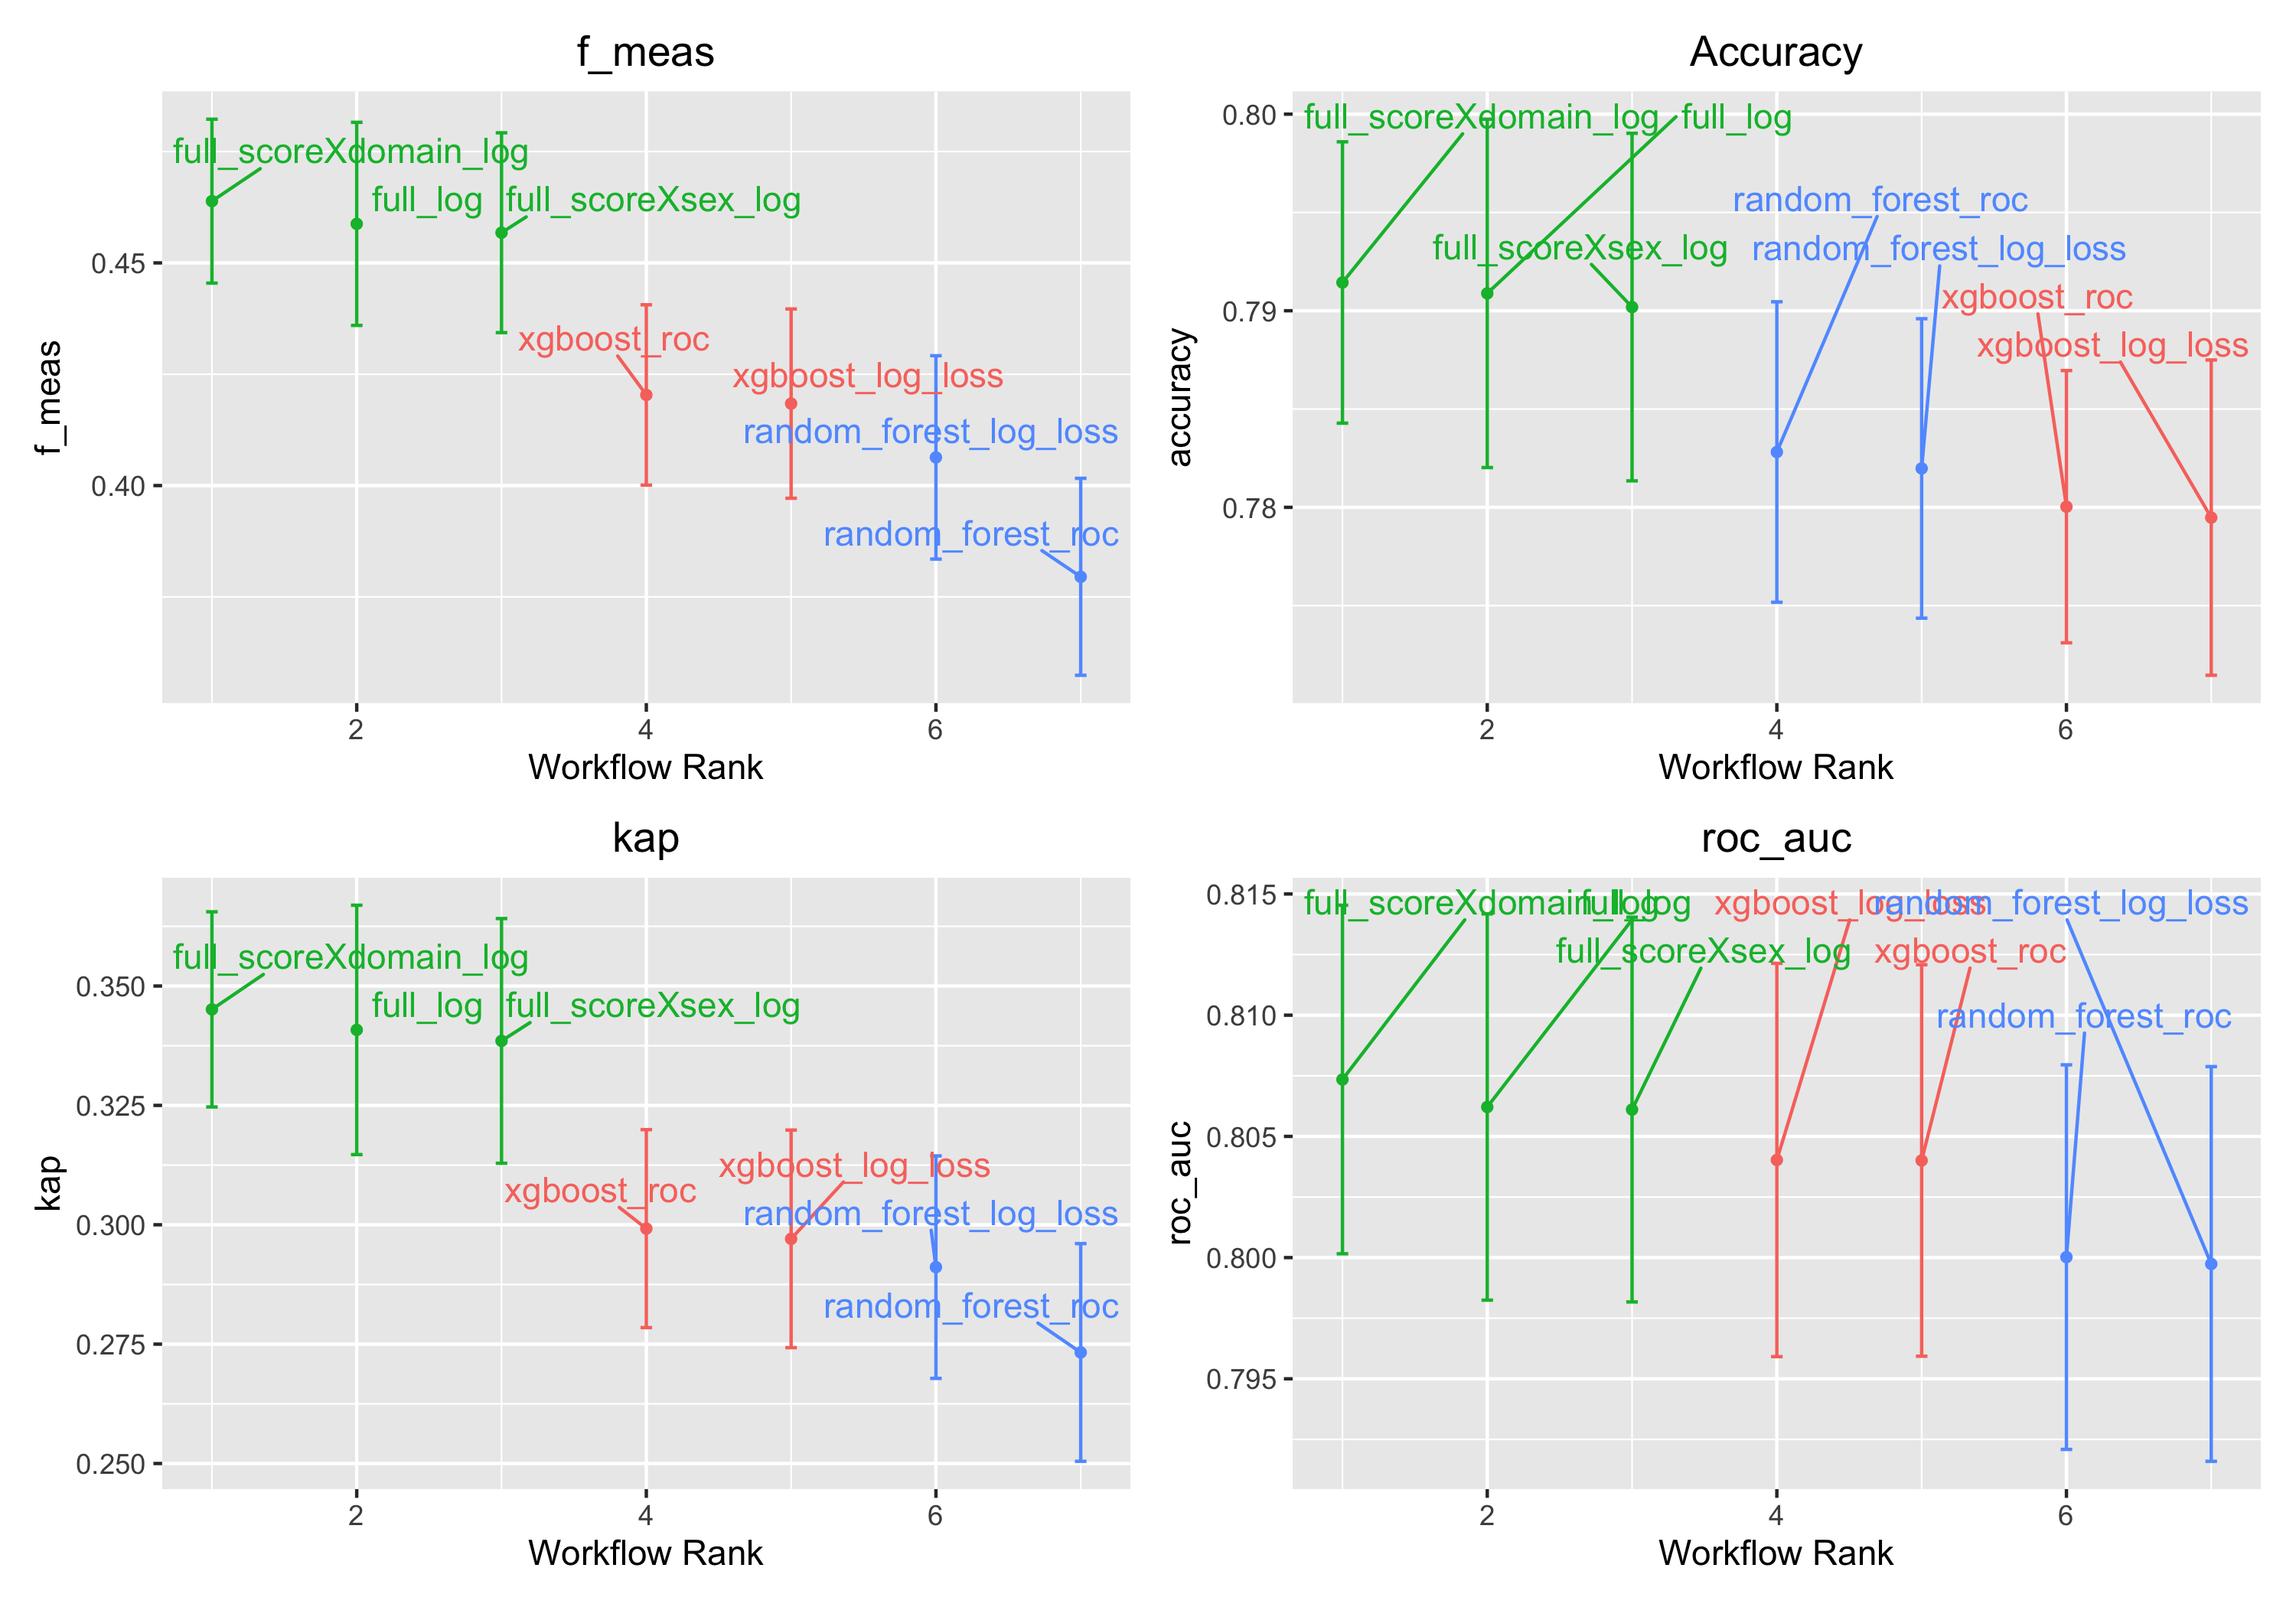 f_meas
full_scoreXdomain_log
full_log
full_scoreXsex_log
xgboost_roc
xgboost_log_loss
random_forest_log_loss
random_forest_roc
0.45
0.40
f_meas
2
4
6
Workflow Rank
Accuracy
full_scoreXdomain_log
full_log
random_forest_roc
full_scoreXsex_log
random_forest_log_loss
xgboost_roc
xgboost_log_loss
0.80
0.79
0.78
accuracy
2
4
6
Workflow Rank
kap
full_scoreXdomain_log
full_log
full_scoreXsex_log
xgboost_log_loss
xgboost_roc
random_forest_log_loss
random_forest_roc
0.350
0.325
0.300
0.275
0.250
kap
2
4
6
Workflow Rank
roc_auc
full_scoreXdomain_log
full_log
xgboost_log_loss
random_forest_log_loss
full_scoreXsex_log
xgboost_roc
random_forest_roc
0.815
0.810
0.805
0.800
0.795
roc_auc
2
4
6
Workflow Rank